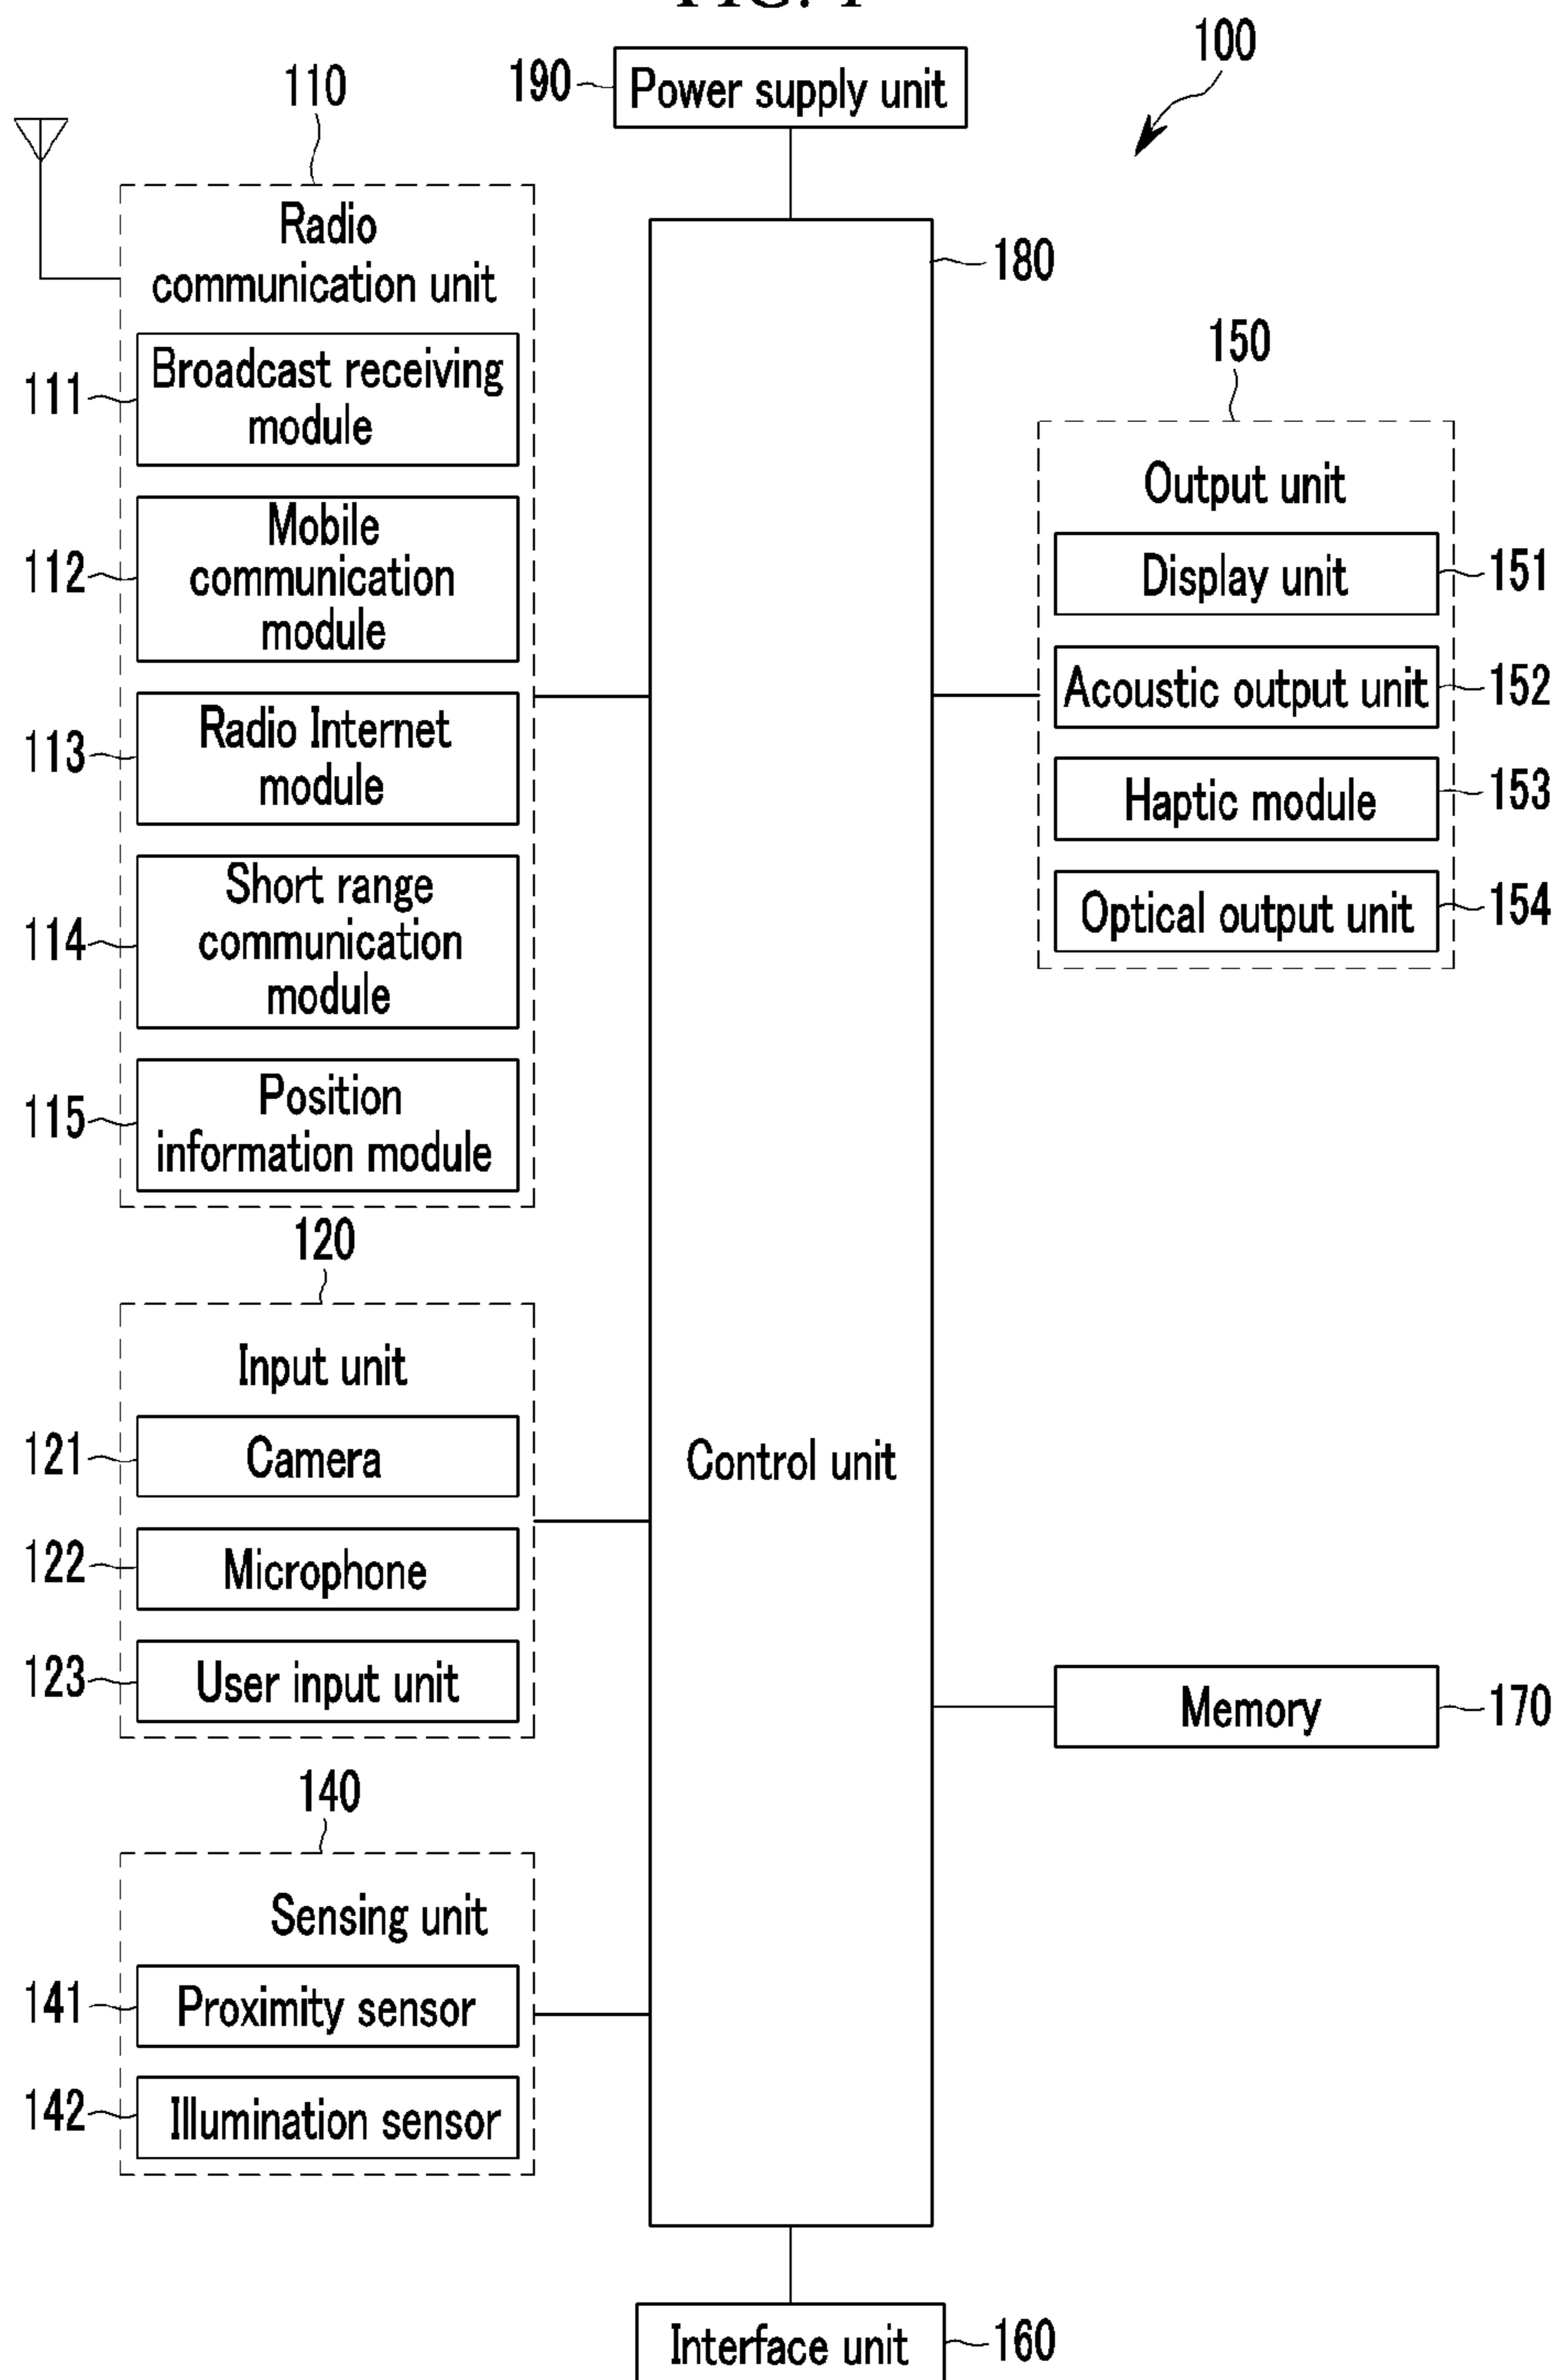 FIG. 1
100
190
Power supply unit
110
Radio
communication unit
180
111
Broadcast receiving
module
112
Mobile
communication
module
113
Radio Internet
module
114
Short range
communication
module
115
Position
information module
150
Output unit
Display unit
151
Acoustic output unit
152
Haptic module
153
Optical output unit
154
120
Input unit
121
Camera
122
Microphone
123
User input unit
Control unit
Memory
170
140
Sensing unit
141
Proximity sensor
142
Illumination sensor
Interface unit
160